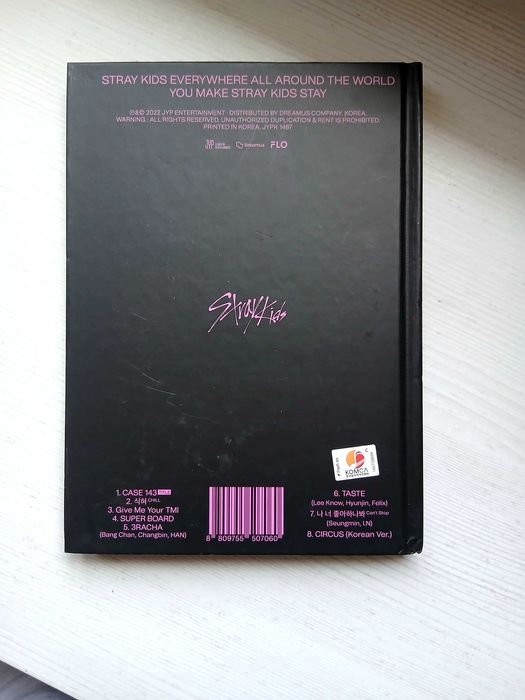 STRAY KIDS EVERYWHERE ALL AROUND THE WORLD
YOU MAKE STRAY KIDS STAY
℗&© 2022 JYP ENTERTAINMENT · DISTRIBUTED BY DREAMUS COMPANY, KOREA.
WARNING : ALL RIGHTS RESERVED. UNAUTHORIZED DUPLICATION & RENT IS PROHIBITED.
PRINTED IN KOREA. JYPK 1487
JYP Dreamus FLO
Stray Kids
KOMCA
1. CASE 143 TITLE
2. 식혀 CHILL
3. Give Me Your TMI
4. SUPER BOARD
5. 3RACHA
(Bang Chan, Changbin, HAN)
8 809755 507060
6. TASTE
(Lee Know, Hyunjin, Felix)
7. 나 너 좋아하나봐 Can't Stop
(Seungmin, I.N)
8. CIRCUS (Korean Ver.)